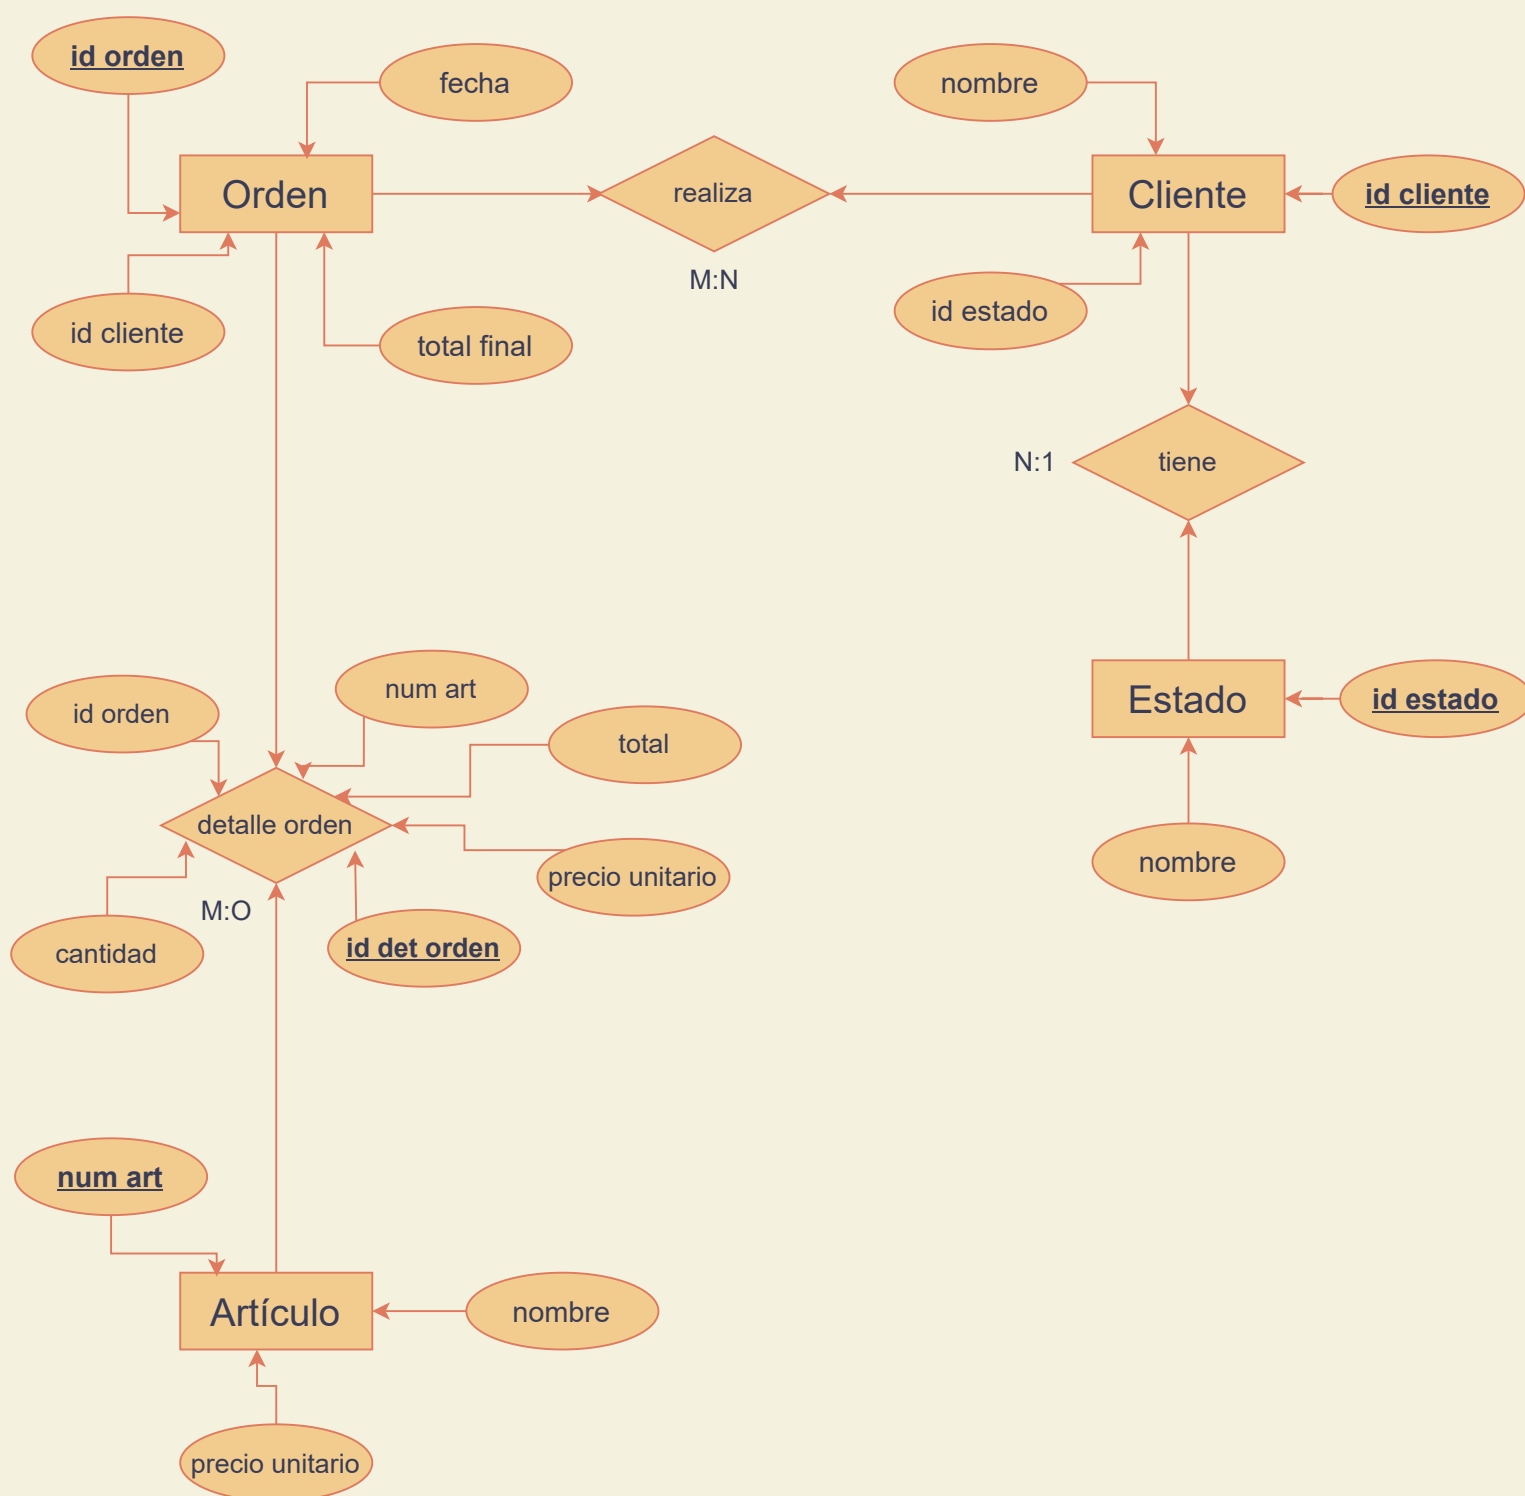 id orden
fecha
nombre
Orden
realiza
Cliente
id cliente
M:N
id cliente
total final
id estado
N:1
tiene
id orden
num art
total
Estado
id estado
detalle orden
precio unitario
nombre
M:O
cantidad
id det orden
num art
Artículo
nombre
precio unitario